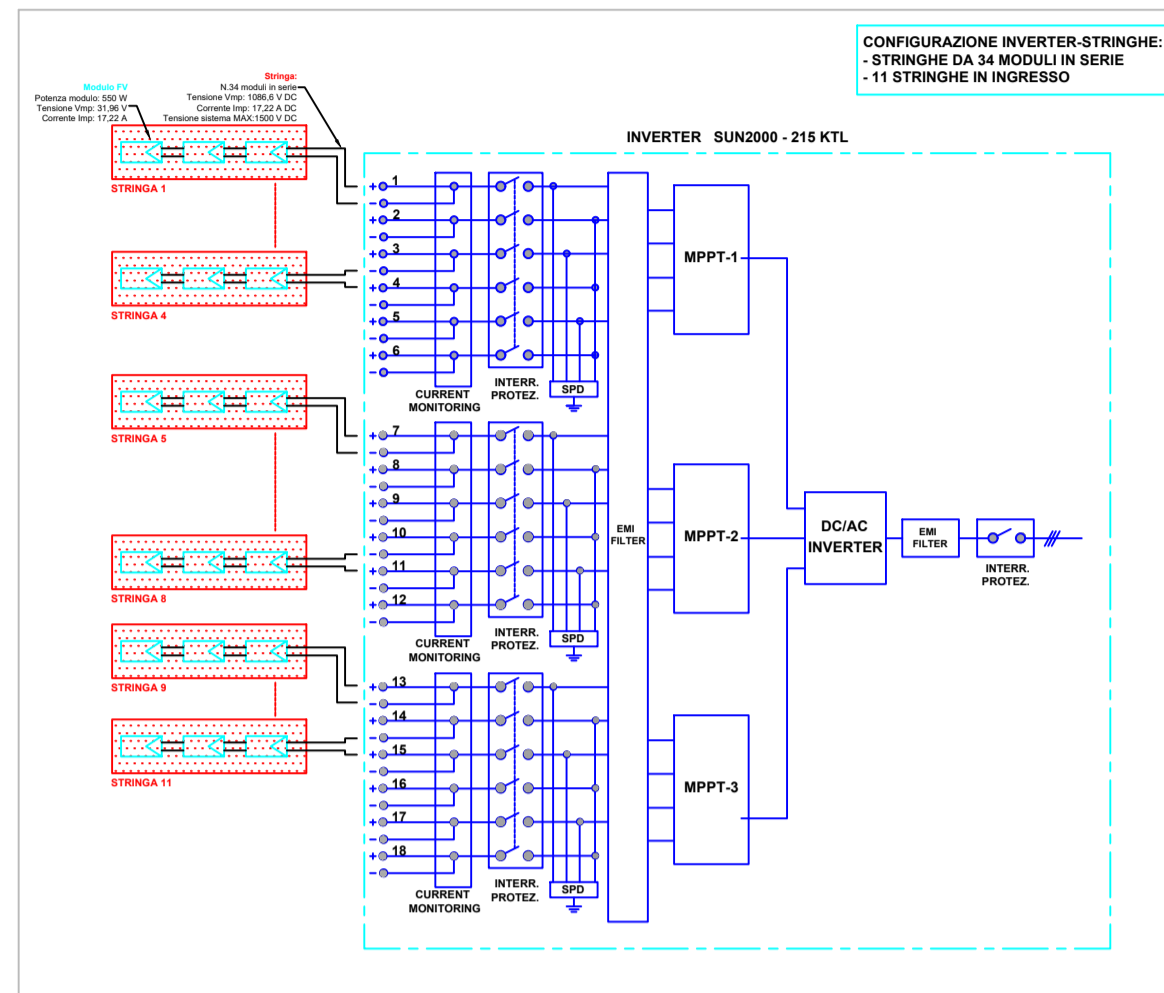 CONFIGURAZIONE INVERTER-STRINGHE:
- STRINGHE DA 34 MODULI IN SERIE
- 11 STRINGHE IN INGRESSO
Modulo FV
Potenza modulo: 550 W
Tensione Vmp: 31,96 V
Corrente Imp: 17,22 A
Stringa:
N.34 moduli in serie
Tensione Vmp: 1086,6 V DC
Corrente Imp: 17,22 A DC
Tensione sistema MAX:1500 V DC
INVERTER SUN2000 - 215 KTL
STRINGA 1
STRINGA 4
STRINGA 5
STRINGA 8
STRINGA 9
STRINGA 11
+ 1
-
+ 2
-
+ 3
-
+ 4
-
+ 5
-
+ 6
-
CURRENT
MONITORING
INTERR.
PROTEZ.
SPD
+ 7
-
+ 8
-
+ 9
-
+ 10
-
+ 11
-
+ 12
-
CURRENT
MONITORING
INTERR.
PROTEZ.
SPD
+ 13
-
+ 14
-
+ 15
-
+ 16
-
+ 17
-
+ 18
-
CURRENT
MONITORING
INTERR.
PROTEZ.
SPD
EMI
FILTER
MPPT-1
MPPT-2
MPPT-3
DC/AC
INVERTER
EMI
FILTER
INTERR.
PROTEZ.